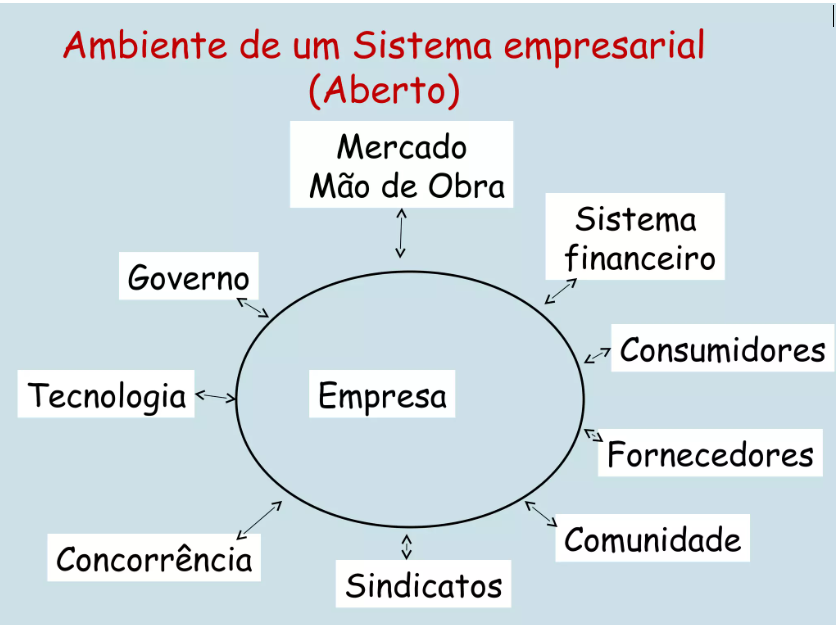 Ambiente de um Sistema empresarial
(Aberto)
Mercado
Mão de Obra
Sistema
financeiro
Governo
Consumidores
Tecnologia
Empresa
Fornecedores
Comunidade
Concorrência
Sindicatos